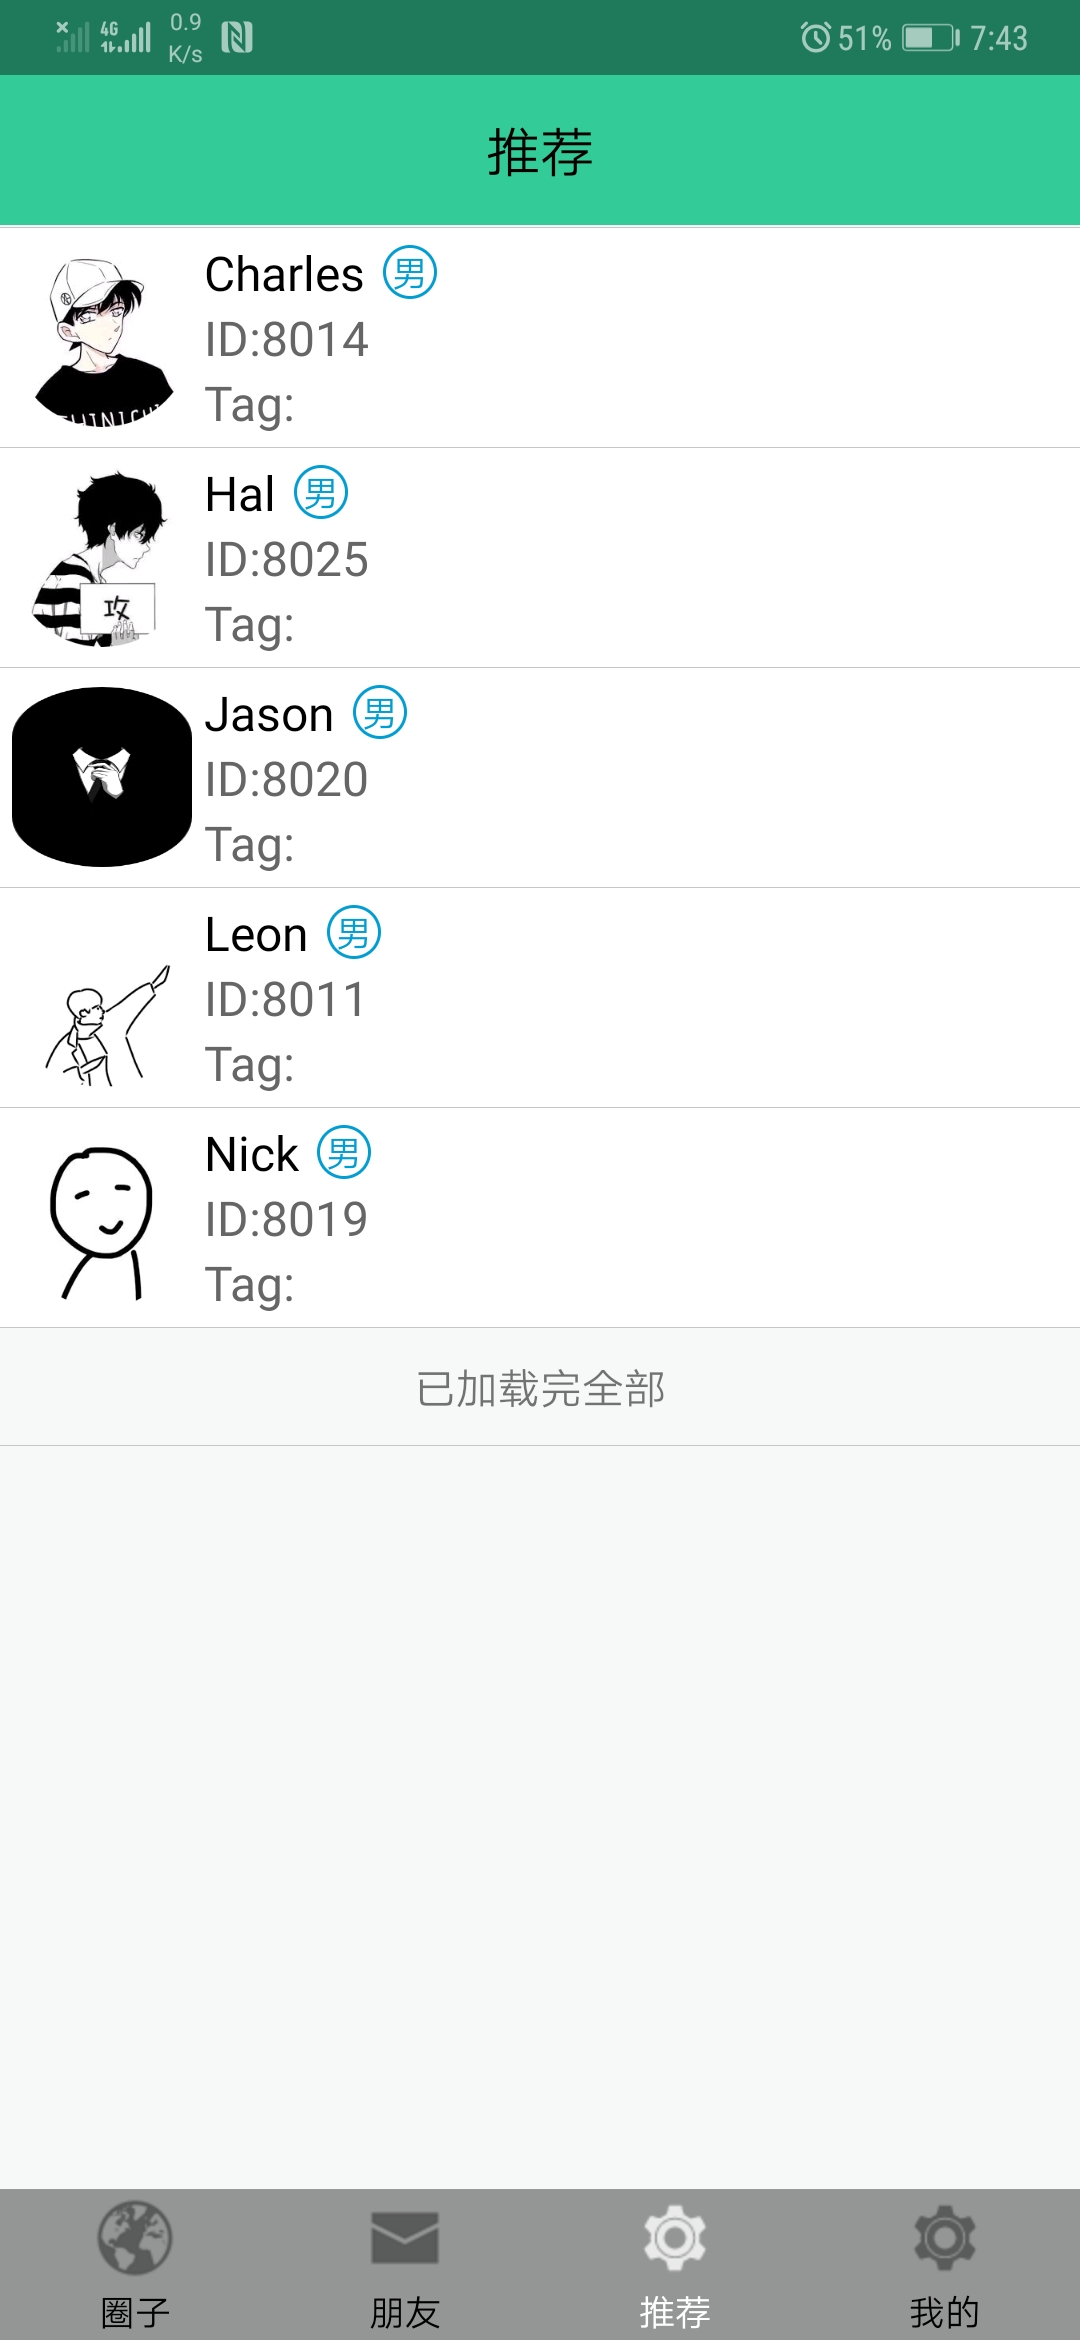 4G
0.9
K/s
51%
7:43
推荐
Charles 男
ID:8014
Tag:
Hal 男
ID:8025
Tag:
攻
Jason 男
ID:8020
Tag:
Leon 男
ID:8011
Tag:
Nick 男
ID:8019
Tag:
已加载完全部
圈子
朋友
推荐
我的